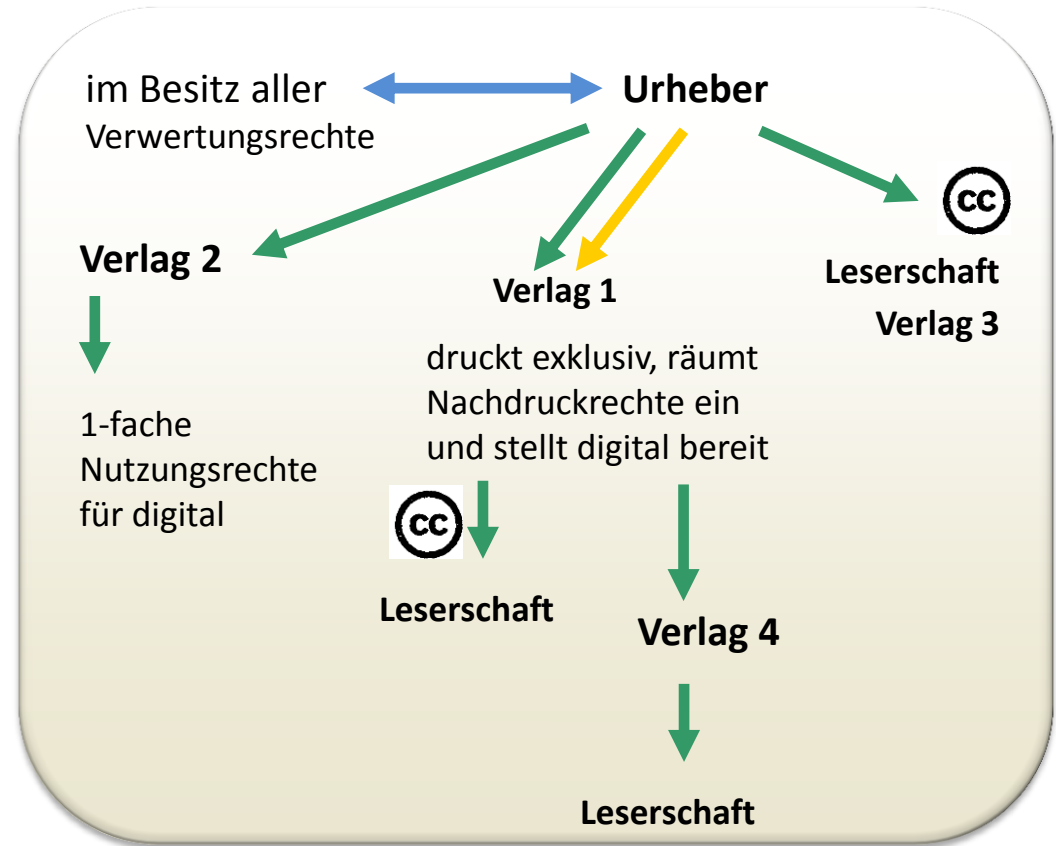 im Besitz aller
Verwertungsrechte
Urheber
cc
Verlag 2
Verlag 1
Leserschaft
Verlag 3
druckt exklusiv, räumt
Nachdruckrechte ein
und stellt digital bereit
1-fache
Nutzungsrechte
für digital
cc
Leserschaft
Verlag 4
Leserschaft